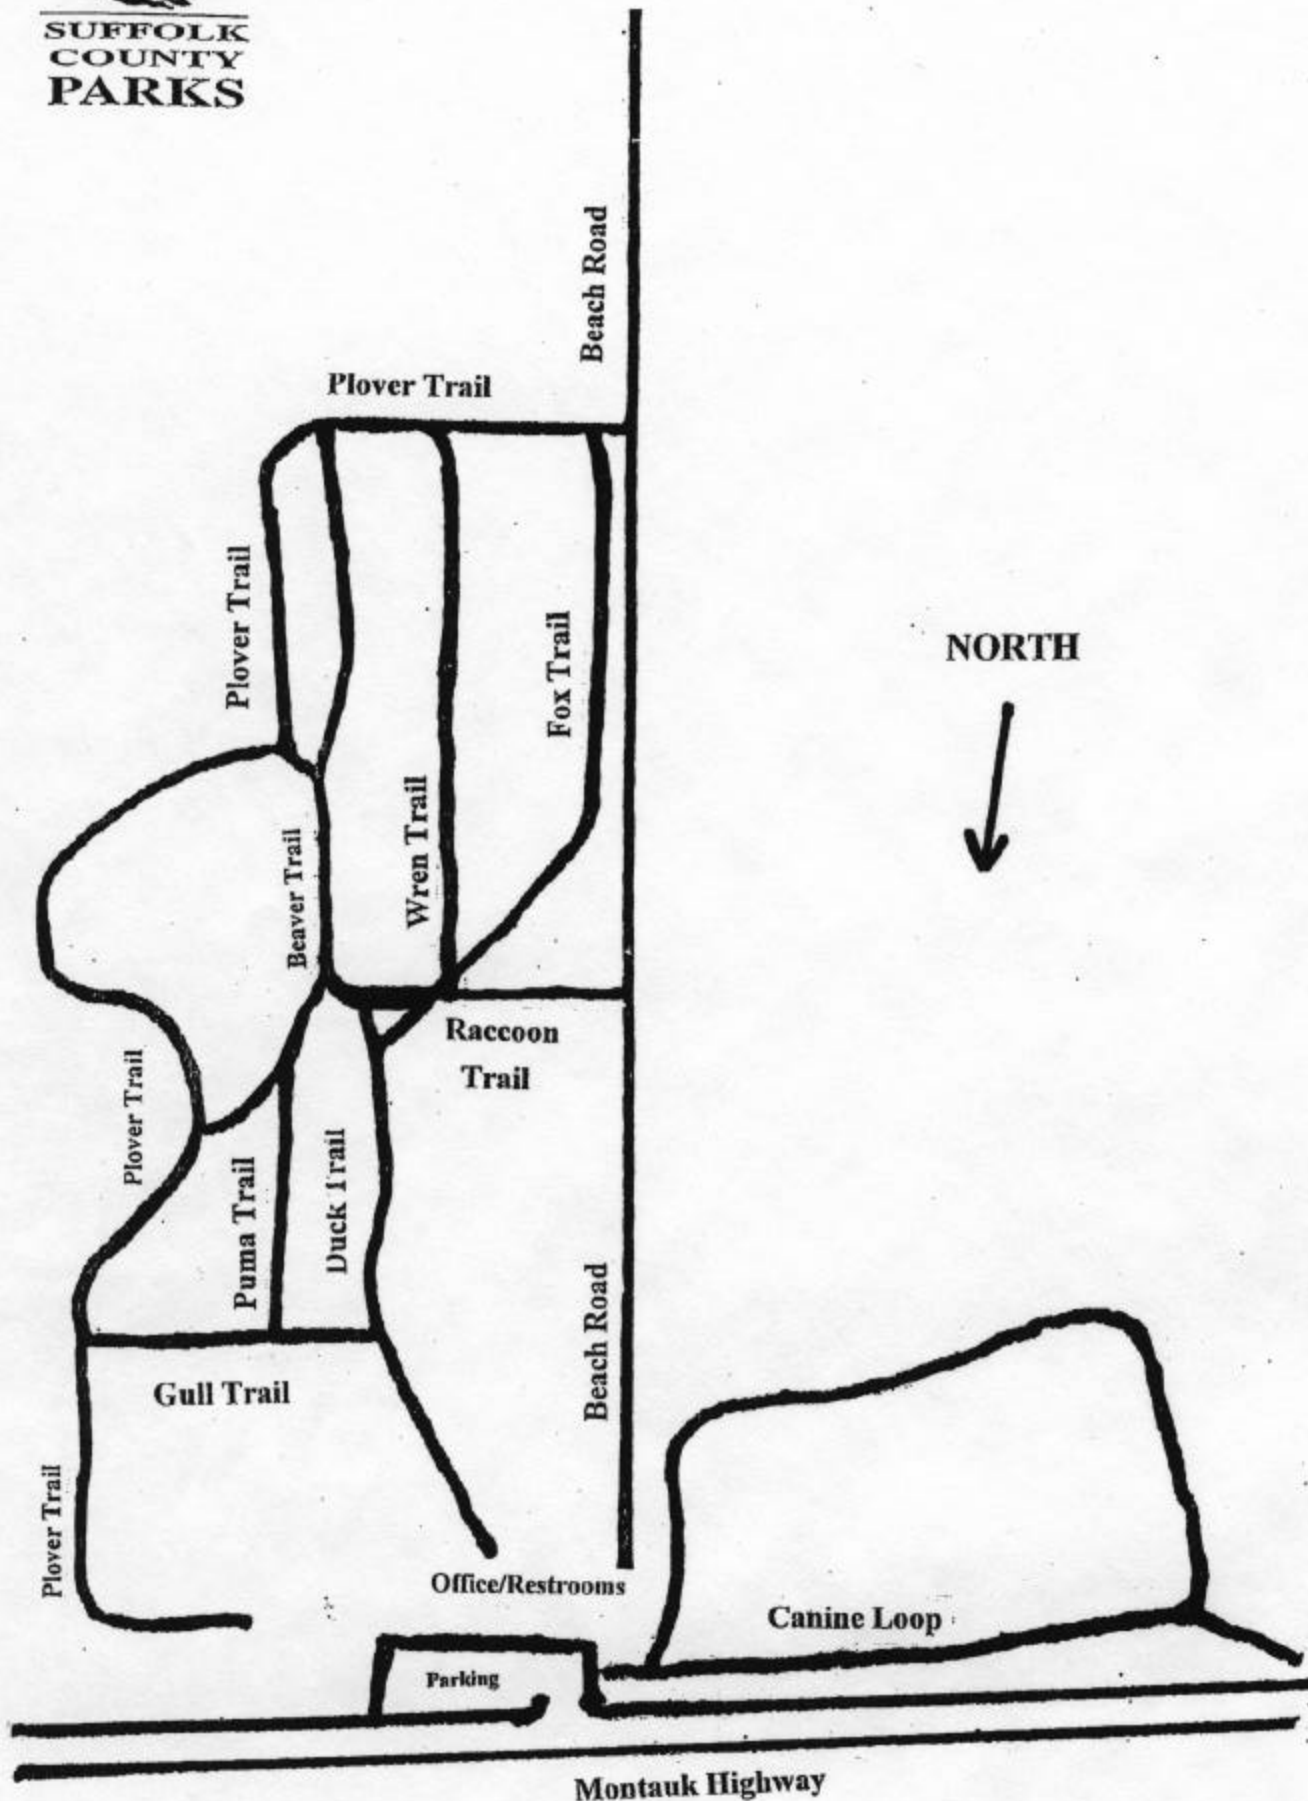 SUFFOLK
COUNTY
PARKS
Beach Road
Plover Trail
Plover Trail
Fox Trail
NORTH
Wren Trail
Beaver Trail
Raccoon
Trail
Plover Trail
Duck Trail
Puma Trail
Beach Road
Gull Trail
Plover Trail
Office/Restrooms
Canine Loop
Parking
Montauk Highway